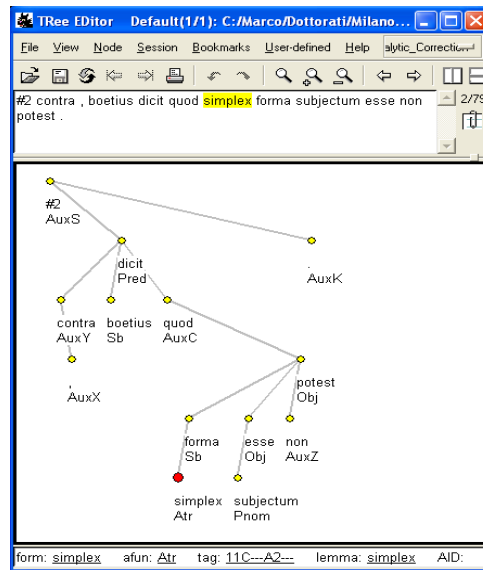 TRee EDitor Default(1/1): C:/Marco/Dottorati/Milano...
File View Node Session Bookmarks User-defined Help alytic_Correction
#2 contra , boetius dicit quod simplex forma subjectum esse non
potest .
2/79
#2
AuxS
dicit
Pred
.
AuxK
contra boetius quod
AuxY Sb AuxC
,
AuxX
potest
Obj
forma esse non
Sb Obj AuxZ
simplex subjectum
Atr Pnom
form: simplex afun: Atr tag: 11C---A2--- lemma: simplex AID: